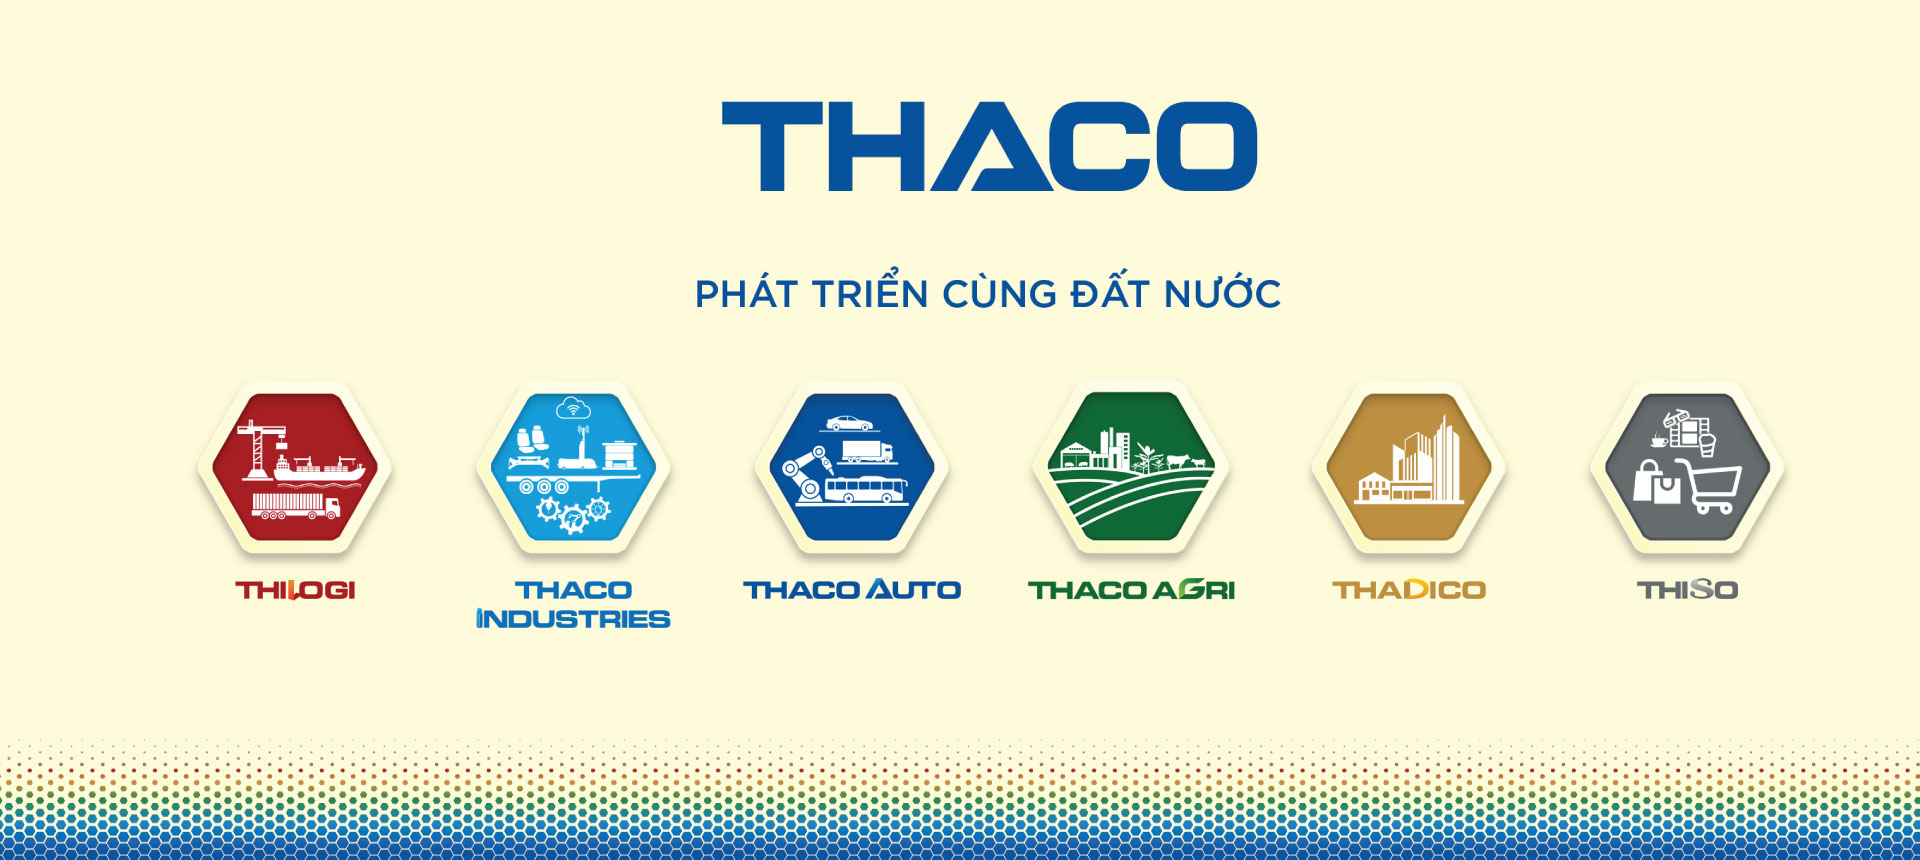 THACO
PHÁT TRIỂN CÙNG ĐẤT NƯỚC
THILOGI
THACO
INDUSTRIES
THACO AUTO
THACO AGRI
THADICO
THISO